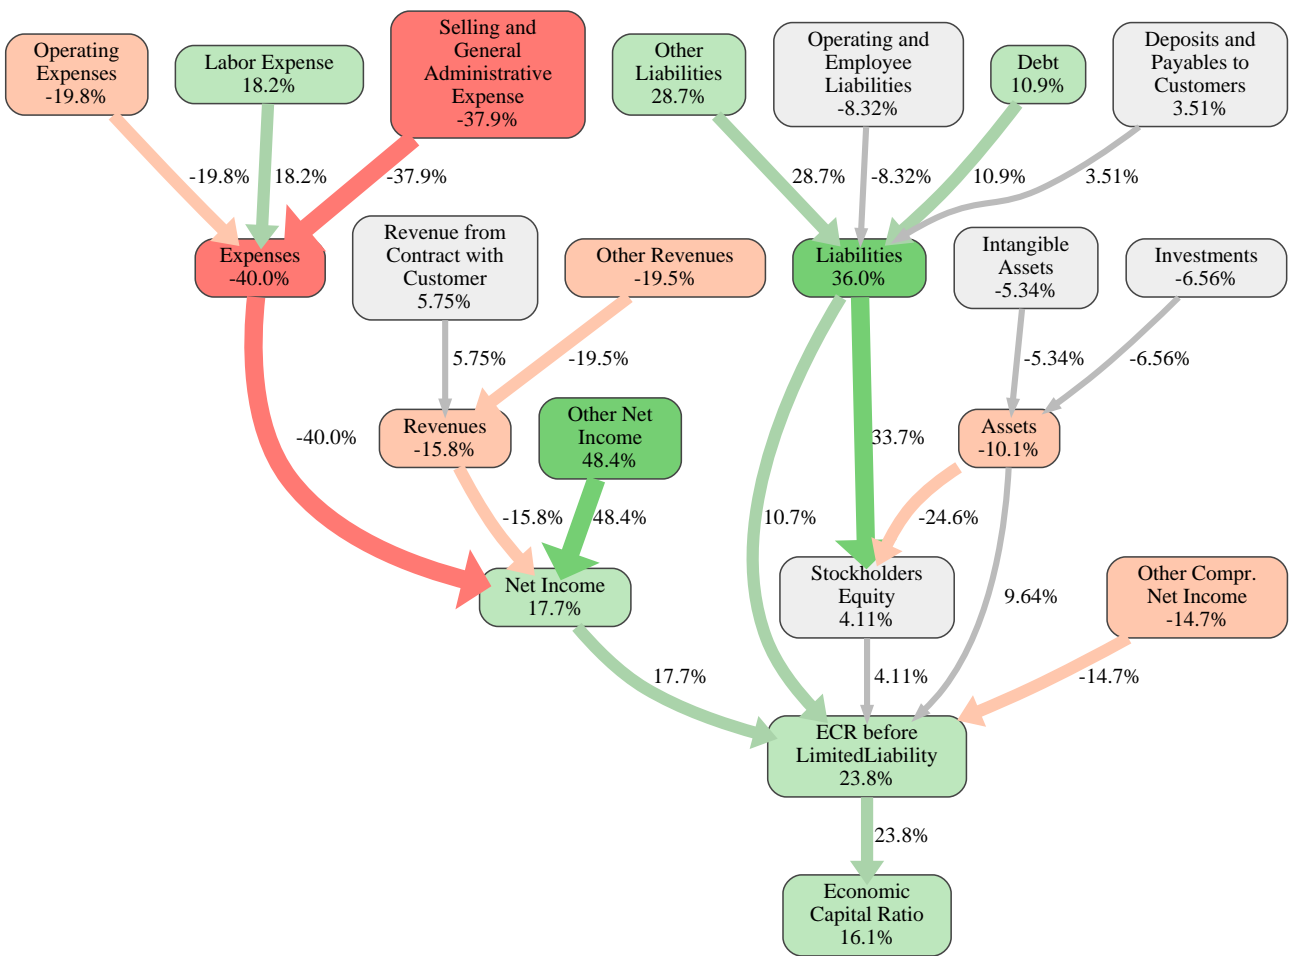 Operating
Expenses
-19.8%
Labor Expense
18.2%
Selling and
General
Administrative
Expense
-37.9%
Other
Liabilities
28.7%
Operating and
Employee
Liabilities
-8.32%
Debt
10.9%
Deposits and
Payables to
Customers
3.51%
-19.8%
18.2%
-37.9%
28.7%
-8.32%
10.9%
3.51%
Expenses
-40.0%
Revenue from
Contract with
Customer
5.75%
Other Revenues
-19.5%
Liabilities
36.0%
Intangible
Assets
-5.34%
Investments
-6.56%
5.75%
-19.5%
-5.34%
-6.56%
-40.0%
Revenues
-15.8%
Other Net
Income
48.4%
33.7%
Assets
-10.1%
-15.8%
48.4%
10.7%
-24.6%
Net Income
17.7%
Stockholders
Equity
4.11%
9.64%
Other Compr.
Net Income
-14.7%
17.7%
4.11%
-14.7%
ECR before
LimitedLiability
23.8%
23.8%
Economic
Capital Ratio
16.1%